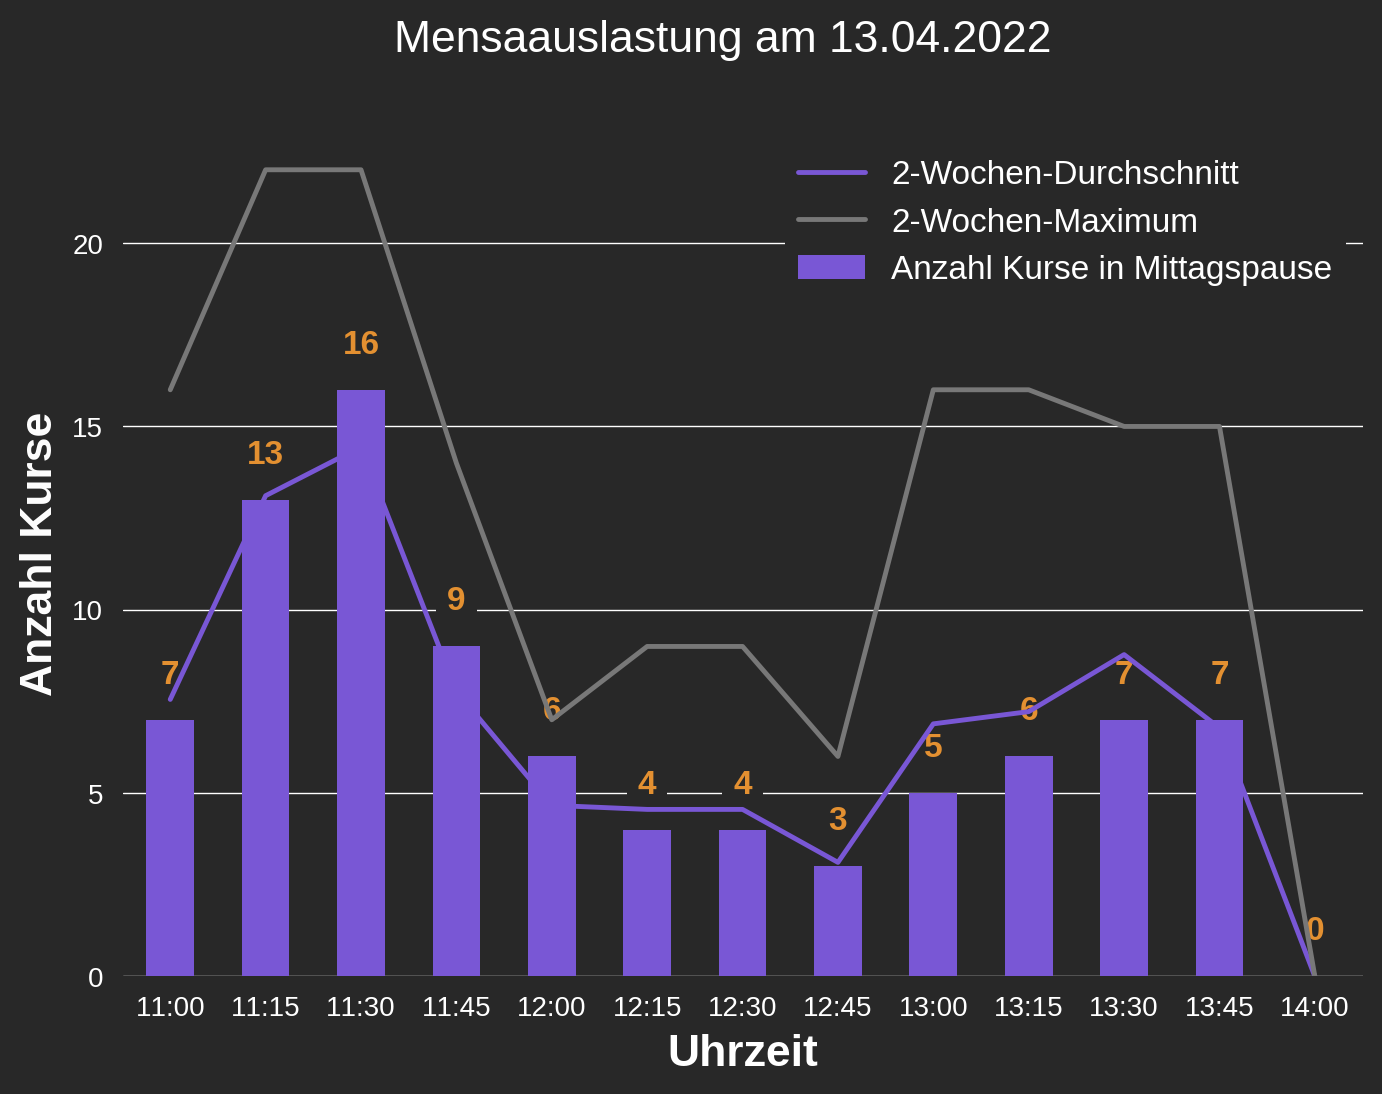 Mensaauslastung am 13.04.2022
2-Wochen-Durchschnitt
2-Wochen-Maximum
Anzahl Kurse in Mittagspause
Anzahl Kurse
20
15
10
5
0
7
13
16
9
6
4
4
3
5
6
7
7
0
11:00 11:15 11:30 11:45 12:00 12:15 12:30 12:45 13:00 13:15 13:30 13:45 14:00
Uhrzeit